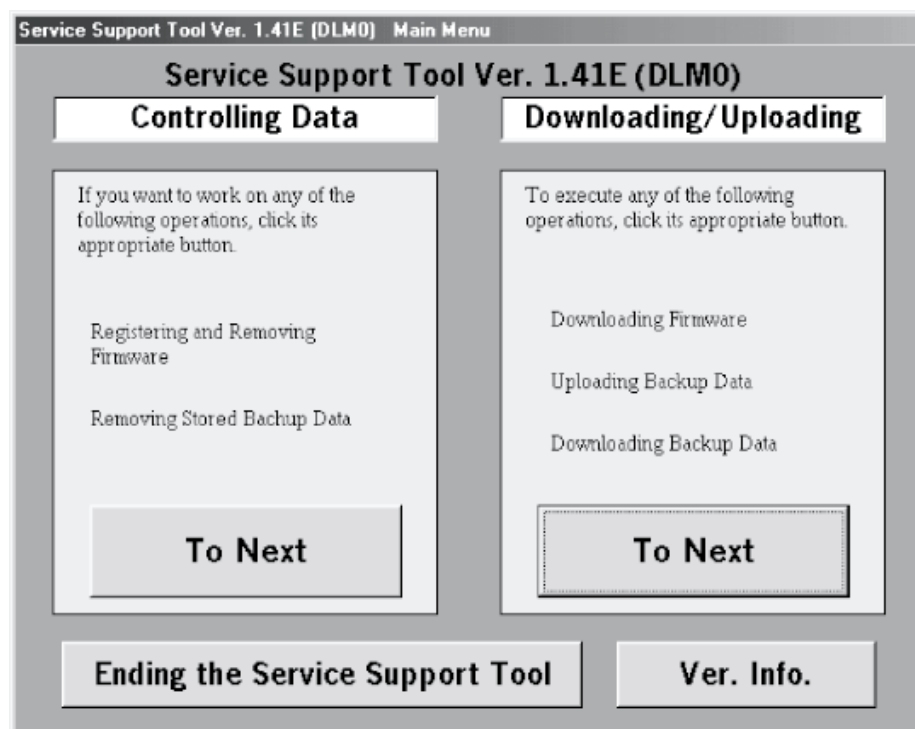 Service Support Tool Ver. 1.41E (DLM0) Main Menu
Service Support Tool Ver. 1.41E (DLM0)
Controlling Data
If you want to work on any of the
following operations, click its
appropriate button.
Registering and Removing
Firmware
Removing Stored Bachup Data
To Next
Downloading/Uploading
To execute any of the following
operations, click its appropriate button.
Downloading Firmware
Uploading Backup Data
Downloading Backup Data
To Next
Ending the Service Support Tool
Ver. Info.